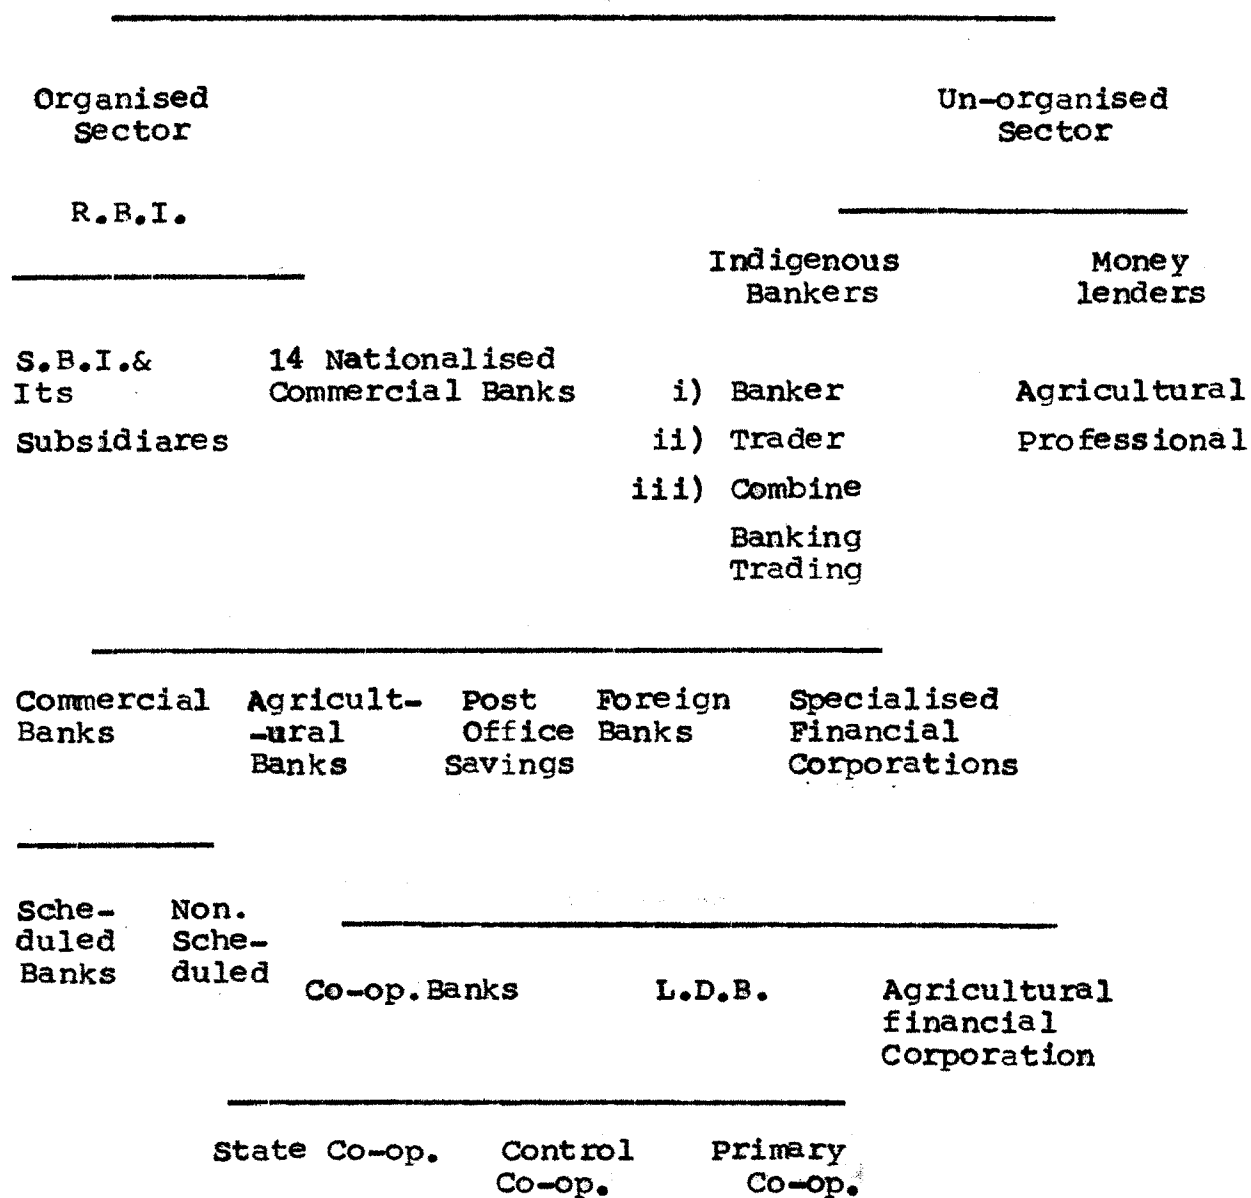 Organised Un-organised
Sector Sector
R.B.I.
Indigenous Money
Bankers lenders
S.B.I.& 14 Nationalised
Its Commercial Banks i) Banker Agricultural
Subsidiares ii) Trader Professional
iii) Combine
Banking
Trading
Commercial Agricult- Post Foreign Specialised
Banks -ural Office Banks Financial
Banks Savings Corporations
Sche- Non.
duled Sche-
Banks duled
Co-op.Banks L.D.B. Agricultural
financial
Corporation
State Co-op. Control Primary
Co-op. Co-op.